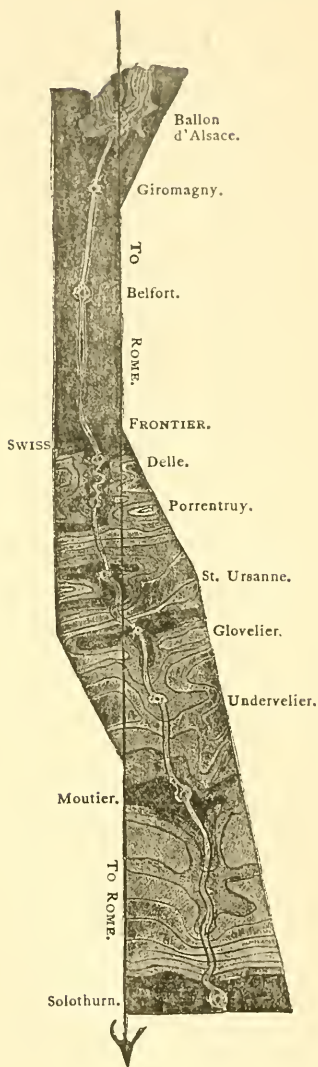 Ballon
d'Alsace.
Giromagny.
TO ROME.
Belfort.
SWISS FRONTIER.
Delle.
Porrentruy.
St. Ursanne.
Glovelier.
Undervelier.
Moutier.
TO ROME.
Solothurn.